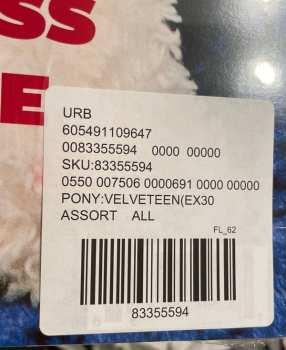 SS
E
URB
605491109647
0083355594 0000 00000
SKU:83355594
0550 007506 0000691 0000 00000
PONY:VELVETEEN(EX30
ASSORT ALL
FL_62
83355594